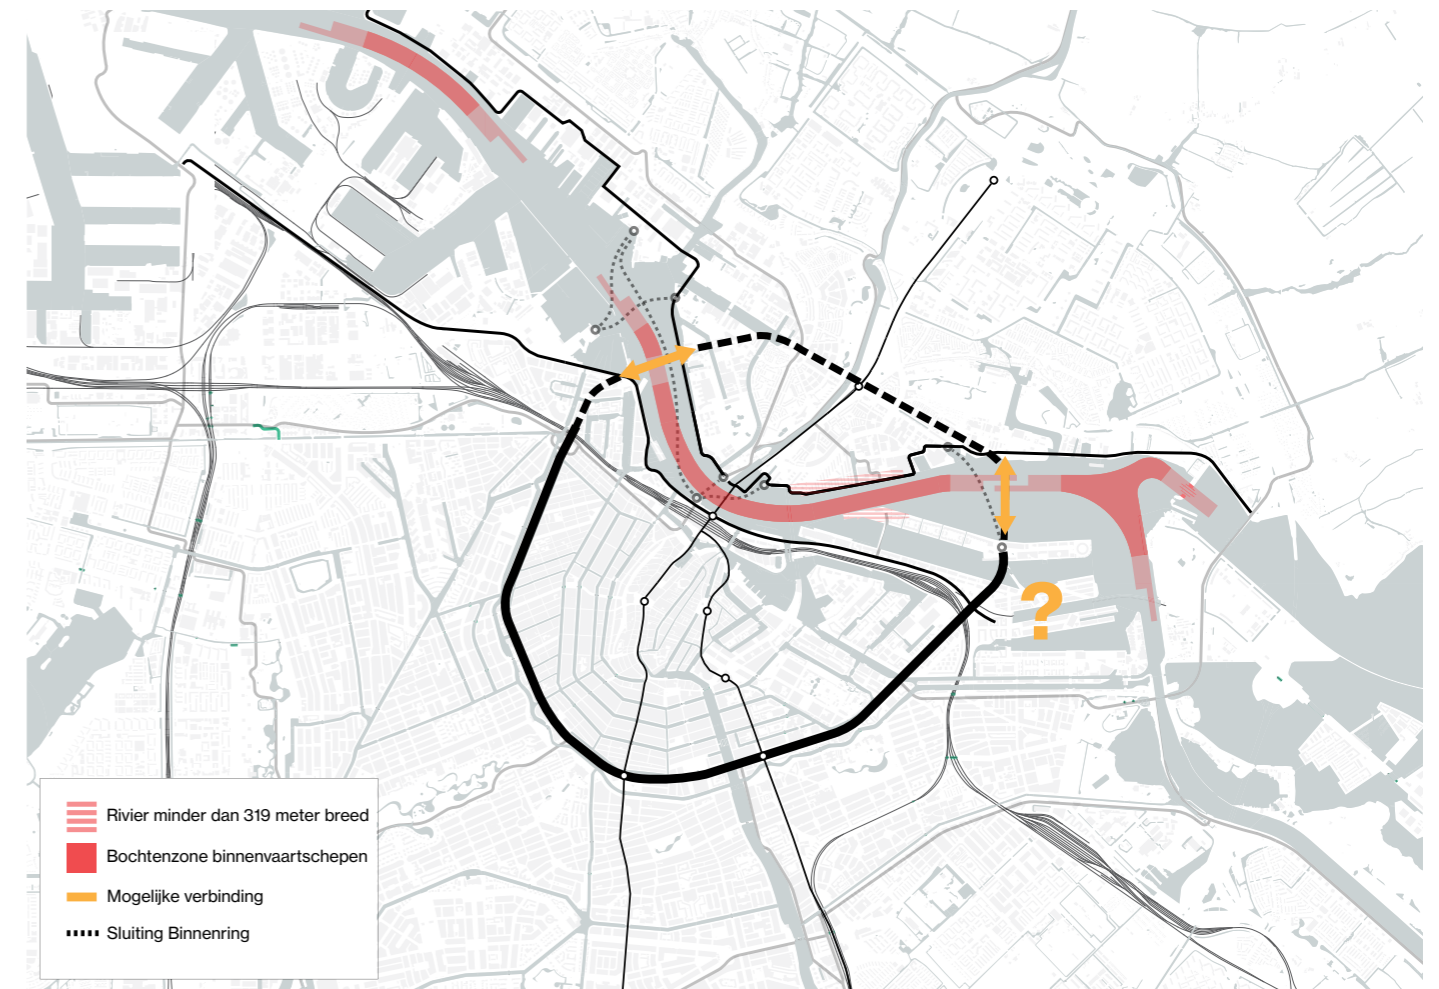 ?
Rivier minder dan 319 meter breed
Bochtenzone binnenvaartschepen
Mogelijke verbinding
Sluiting Binnenring